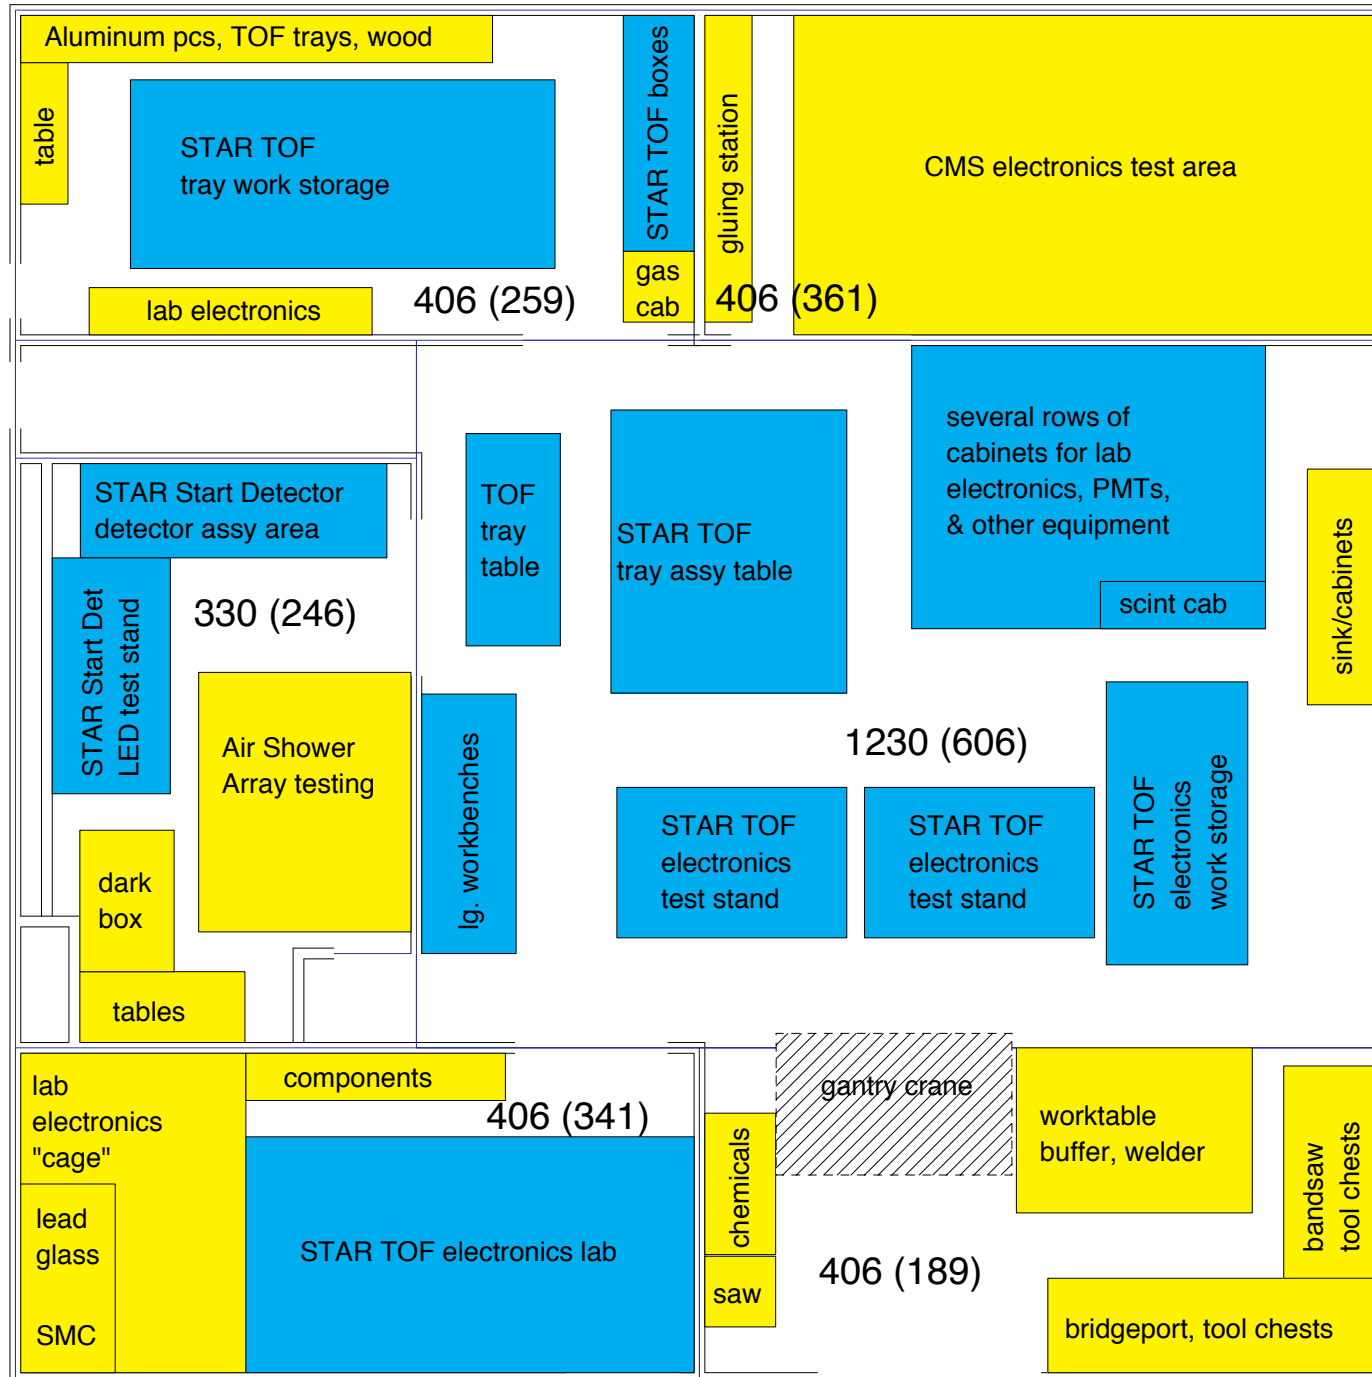 Aluminum pcs, TOF trays, wood
table
STAR TOF
tray work storage
lab electronics
406 (259)
STAR TOF boxes
gas
cab
gluing station
406 (361)
CMS electronics test area
STAR Start Detector
detector assy area
STAR Start Det
LED test stand
330 (246)
Air Shower
Array testing
dark
box
tables
TOF
tray
table
lg. workbenches
STAR TOF
tray assy table
several rows of
cabinets for lab
electronics, PMTs,
& other equipment
scint cab
sink/cabinets
1230 (606)
STAR TOF
electronics
test stand
STAR TOF
electronics
test stand
STAR TOF
electronics
work storage
lab
electronics
"cage"
lead
glass
SMC
components
406 (341)
STAR TOF electronics lab
chemicals
saw
gantry crane
406 (189)
worktable
buffer, welder
bandsaw
tool chests
bridgeport, tool chests